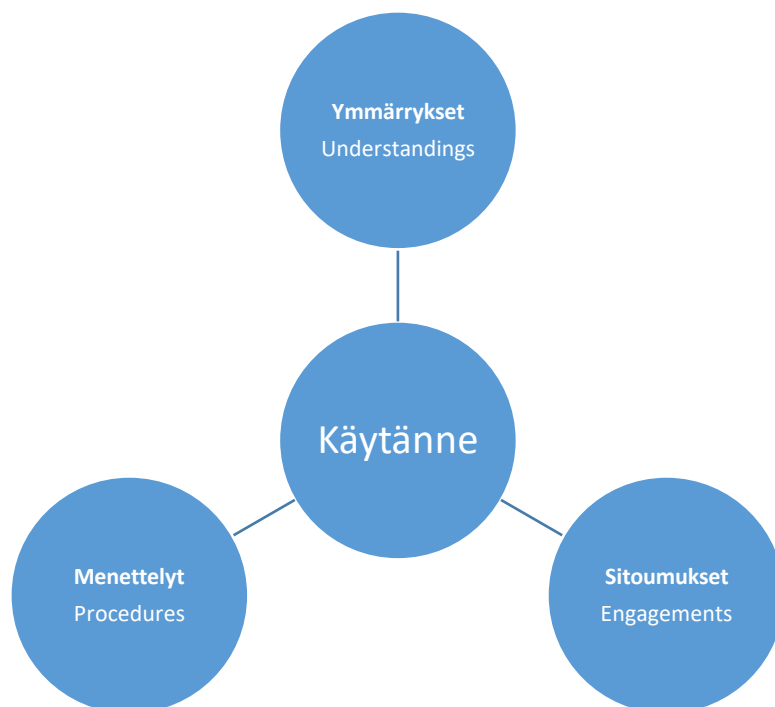 Ymmärrykset
Understandings
Käytänne
Menettelyt
Procedures
Sitoumukset
Engagements